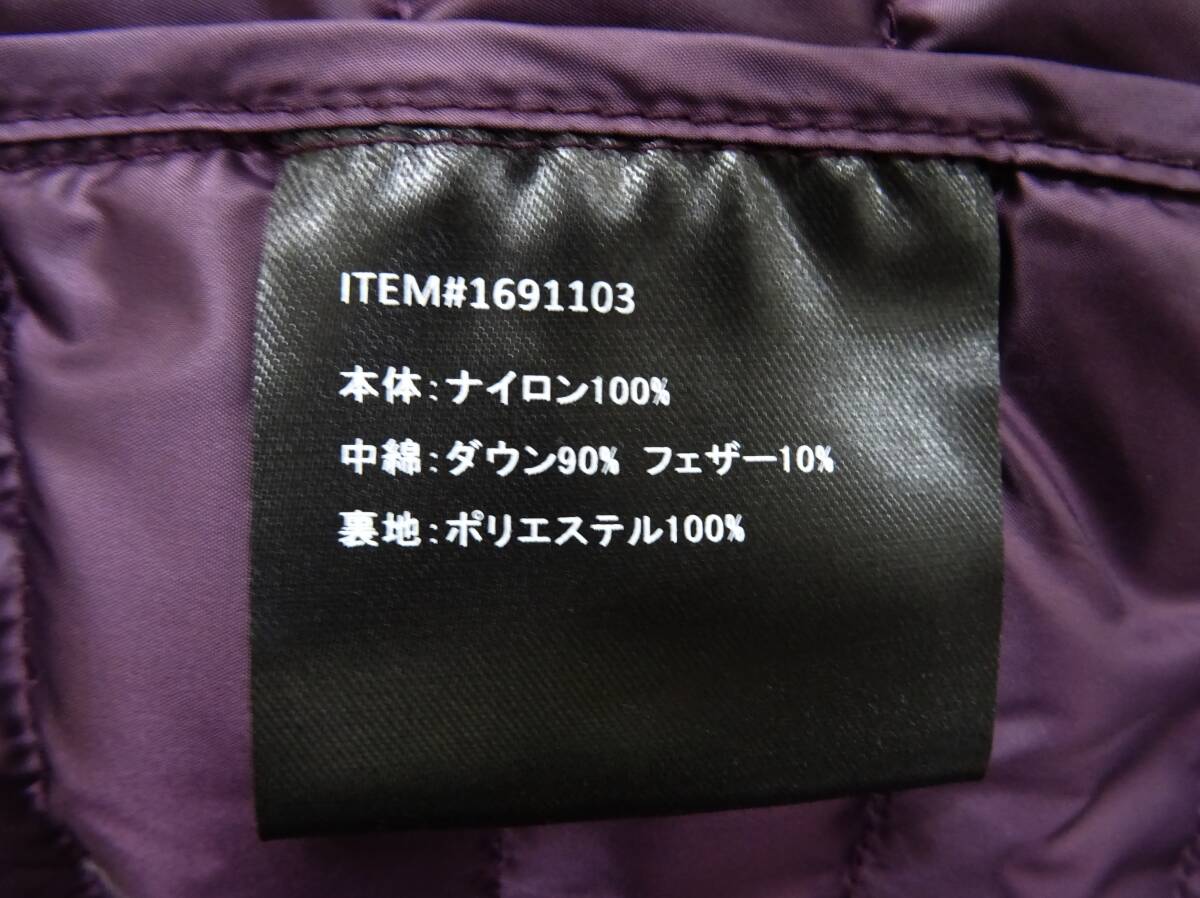 ITEM#1691103
本体:ナイロン100%
中綿:ダウン90% フェザー10%
裏地:ポリエステル100%